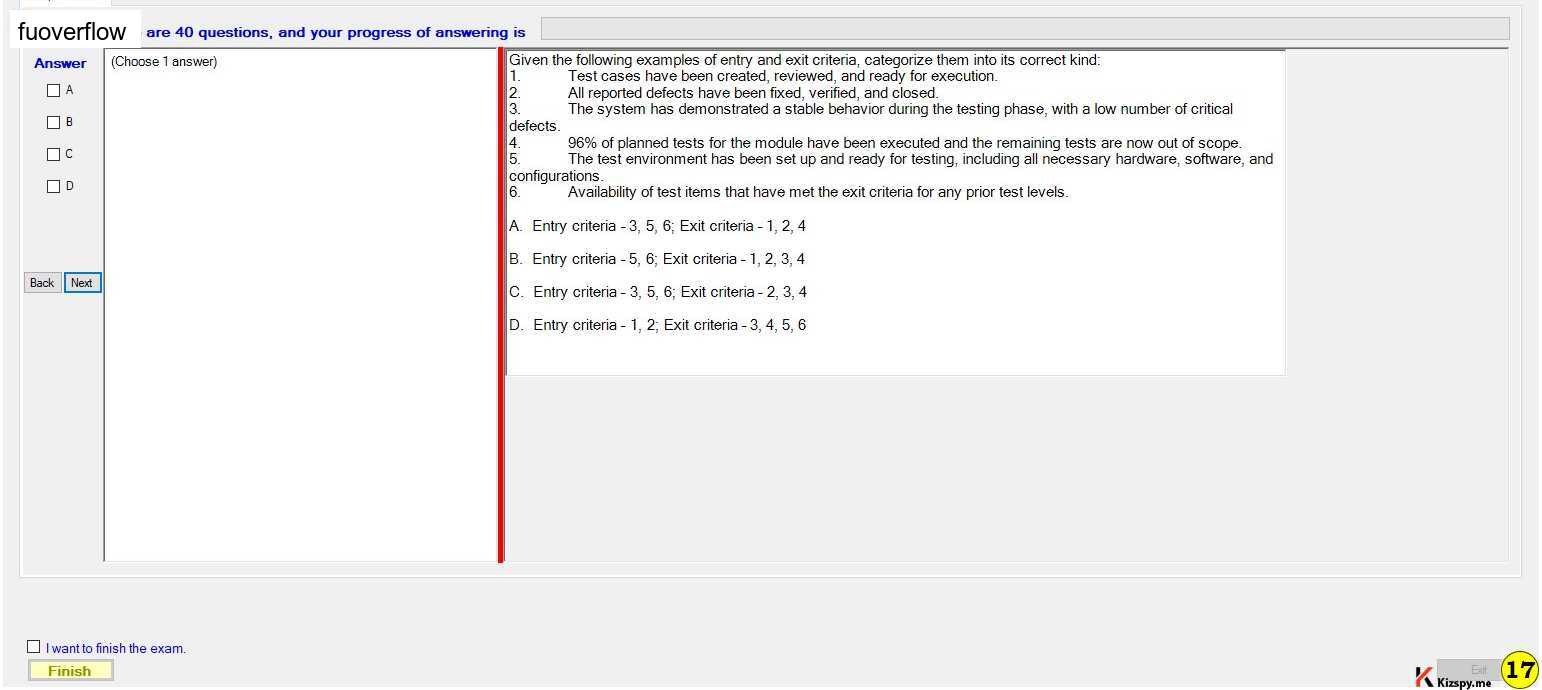 fuoverflow are 40 questions, and your progress of answering is
Answer
A
B
C
D
Back Next
(Choose 1 answer)
Given the following examples of entry and exit criteria, categorize them into its correct kind:
1. Test cases have been created, reviewed, and ready for execution.
2. All reported defects have been fixed, verified, and closed.
3. The system has demonstrated a stable behavior during the testing phase, with a low number of critical
defects.
4. 96% of planned tests for the module have been executed and the remaining tests are now out of scope.
5. The test environment has been set up and ready for testing, including all necessary hardware, software, and
configurations.
6. Availability of test items that have met the exit criteria for any prior test levels.
A. Entry criteria - 3, 5, 6; Exit criteria - 1, 2, 4
B. Entry criteria - 5, 6; Exit criteria - 1, 2, 3, 4
C. Entry criteria - 3, 5, 6; Exit criteria - 2, 3, 4
D. Entry criteria - 1, 2; Exit criteria - 3, 4, 5, 6
I want to finish the exam.
Finish
Kizspy.me Exit 17